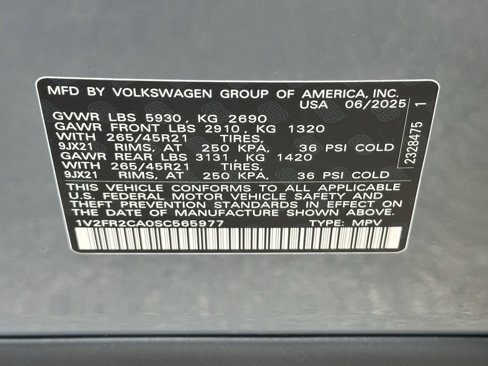 MFD BY VOLKSWAGEN GROUP OF AMERICA, INC.
USA 06/2025
GVWR LBS 5930, KG 2690
GAWR FRONT LBS 2910, KG 1320
WITH 265/45R21 TIRES,
9JX21 RIMS, AT 250 KPA, 36 PSI COLD
GAWR REAR LBS 3131, KG 1420
WITH 265/45R21 TIRES,
9JX21 RIMS, AT 250 KPA, 36 PSI COLD
THIS VEHICLE CONFORMS TO ALL APPLICABLE
U.S. FEDERAL MOTOR VEHICLE SAFETY AND
THEFT PREVENTION STANDARDS IN EFFECT ON THE
DATE OF MANUFACTURE SHOWN ABOVE.
1V2FR2CA0SC565977 TYPE: MPV
2328475 1